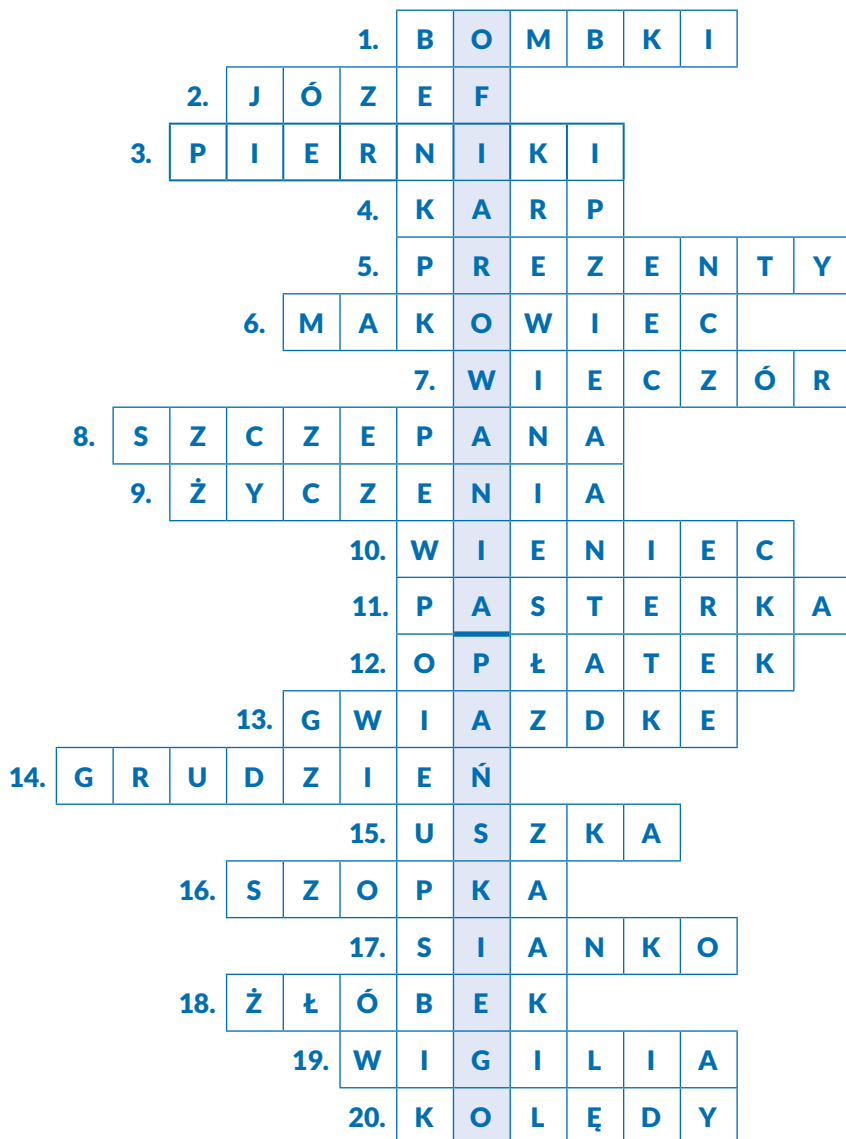 1. BOMBKI
2. JÓZEF
3. PIERNIKI
4. KARP
5. PREZENTY
6. MAKOWIEC
7. WIECZÓR
8. SZCZEPANA
9. ŻYCZENIA
10. WIENIEC
11. PASTERKA
12. OPŁATEK
13. GWIAZDKE
14. GRUDZIEŃ
15. USZKA
16. SZOPKA
17. SIANKO
18. ŻŁÓBEK
19. WIGILIA
20. KOLĘDY